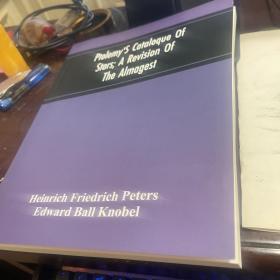 Ptolemy'S Catalogue Of
Stars; A Revision Of
The Almagest
Heinrich Friedrich Peters
Edward Ball Knobel